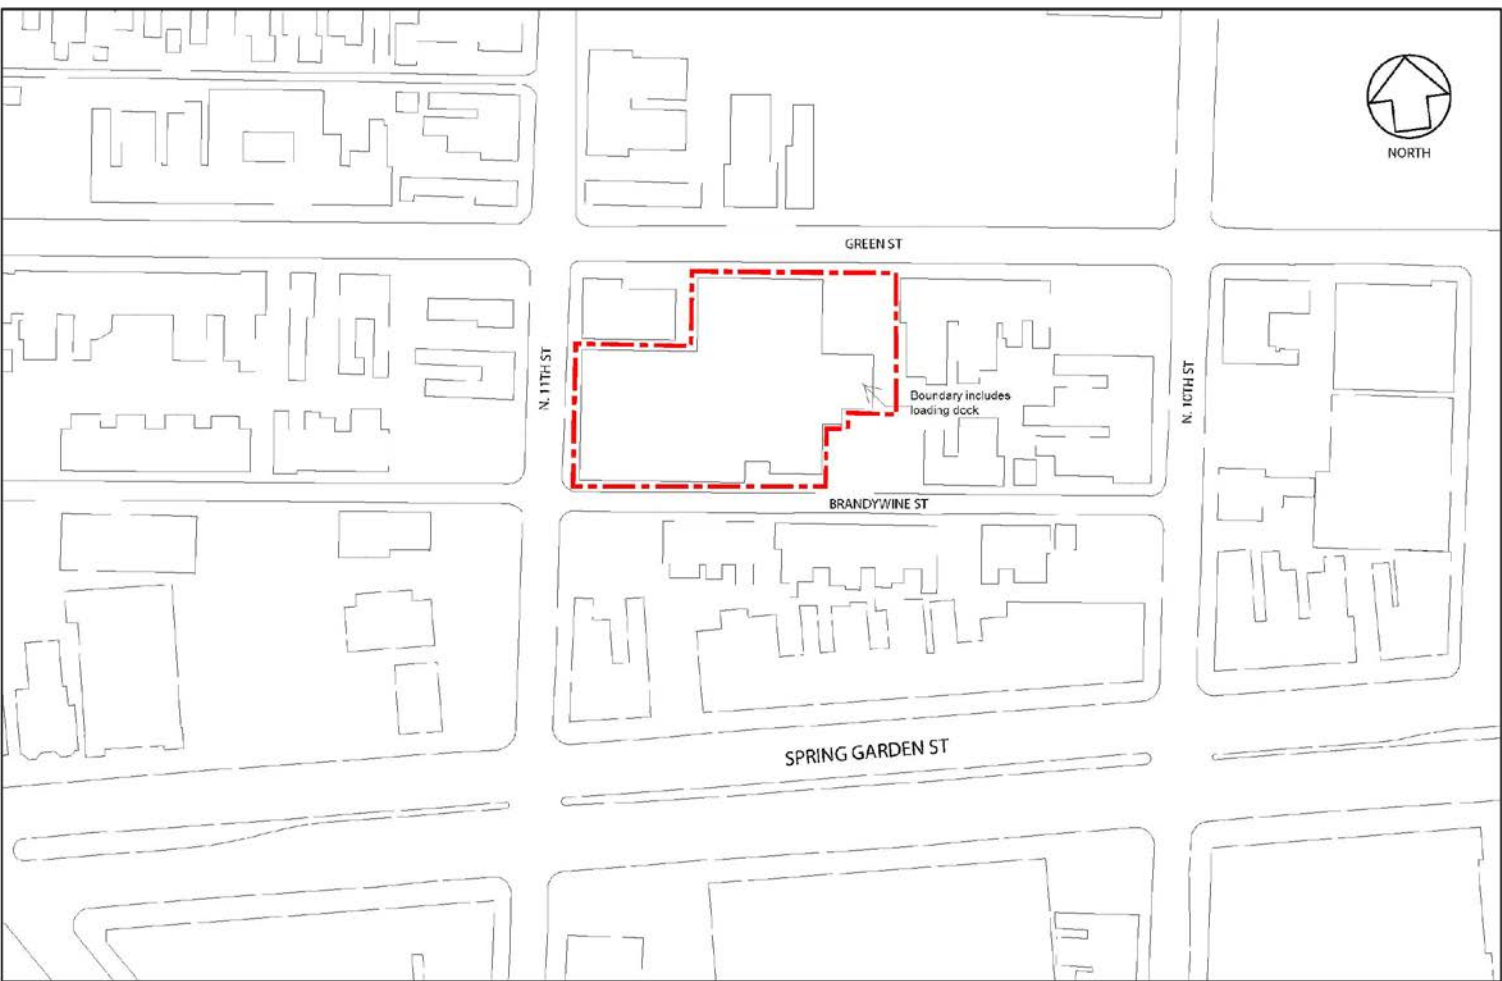 NORTH
GREEN ST
N. 11TH ST
N. 10TH ST
Boundary includes
loading dock
BRANDYWINE ST
SPRING GARDEN ST